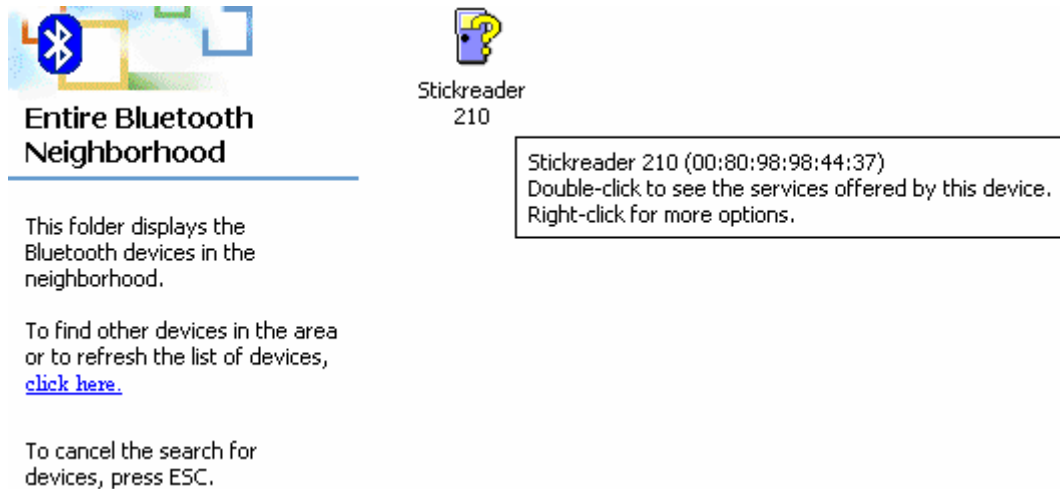 Entire Bluetooth
Neighborhood
This folder displays the
Bluetooth devices in the
neighborhood.
To find other devices in the area
or to refresh the list of devices,
click here.
To cancel the search for
devices, press ESC.
Stickreader
210
Stickreader 210 (00:80:98:98:44:37)
Double-click to see the services offered by this device.
Right-click for more options.